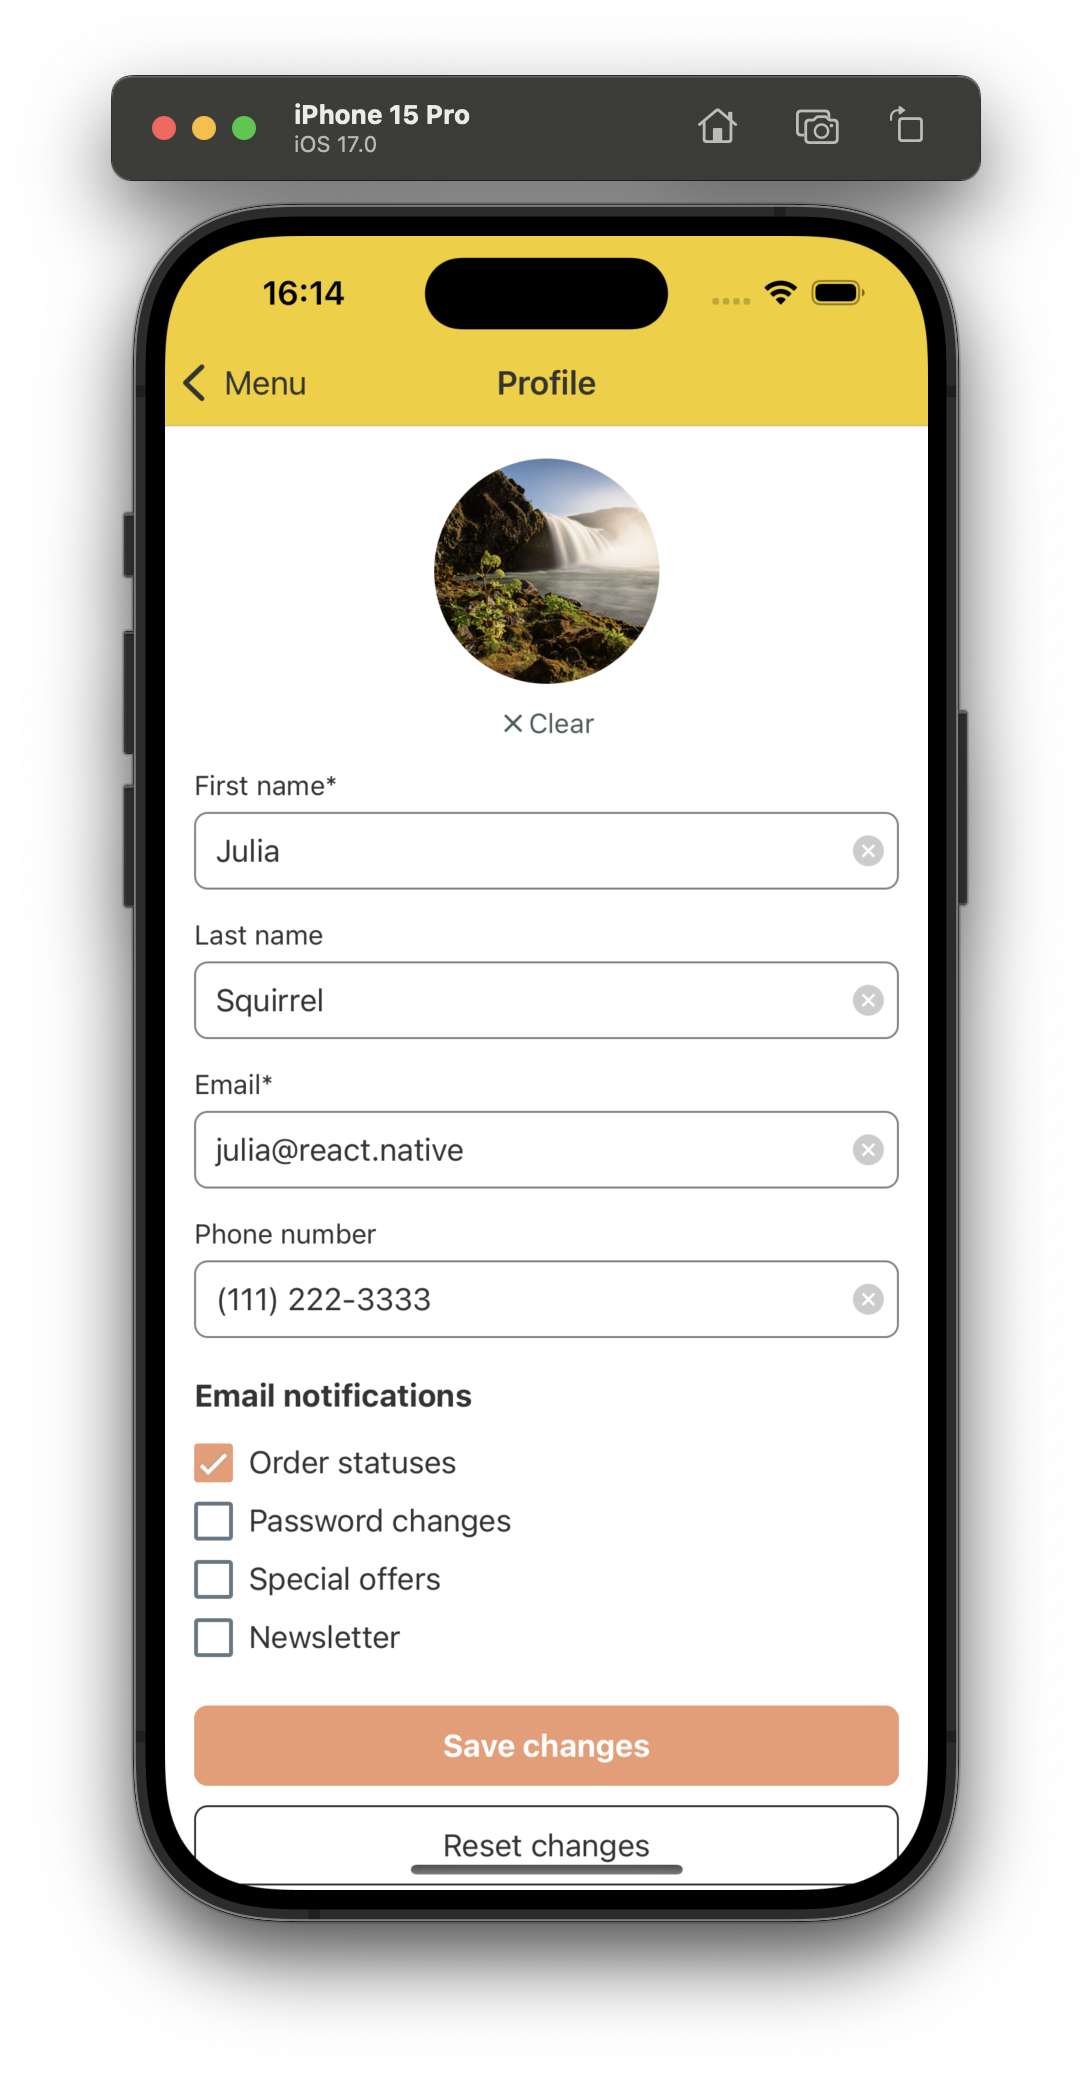 iPhone 15 Pro
iOS 17.0
16:14
Menu
Profile
Clear
First name*
Julia
Last name
Squirrel
Email*
julia@react.native
Phone number
(111) 222-3333
Email notifications
Order statuses
Password changes
Special offers
Newsletter
Save changes
Reset changes